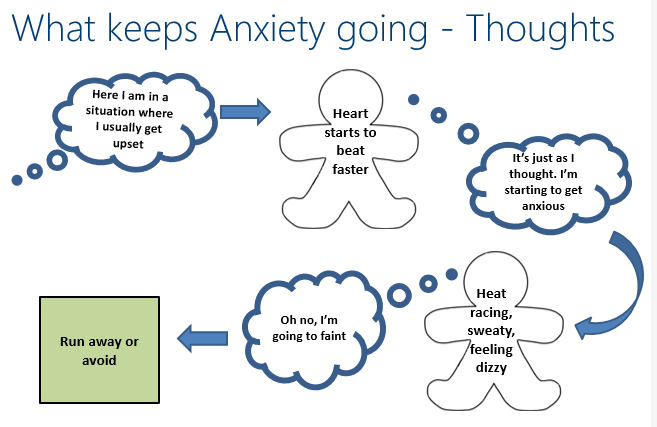 What keeps Anxiety going - Thoughts
Here I am in a
situation where
I usually get
upset
Heart
starts to
beat
faster
It's just as I
thought. I'm
starting to get
anxious
Heat
racing,
sweaty,
feeling
dizzy
Oh no, I'm
going to faint
Run away or
avoid